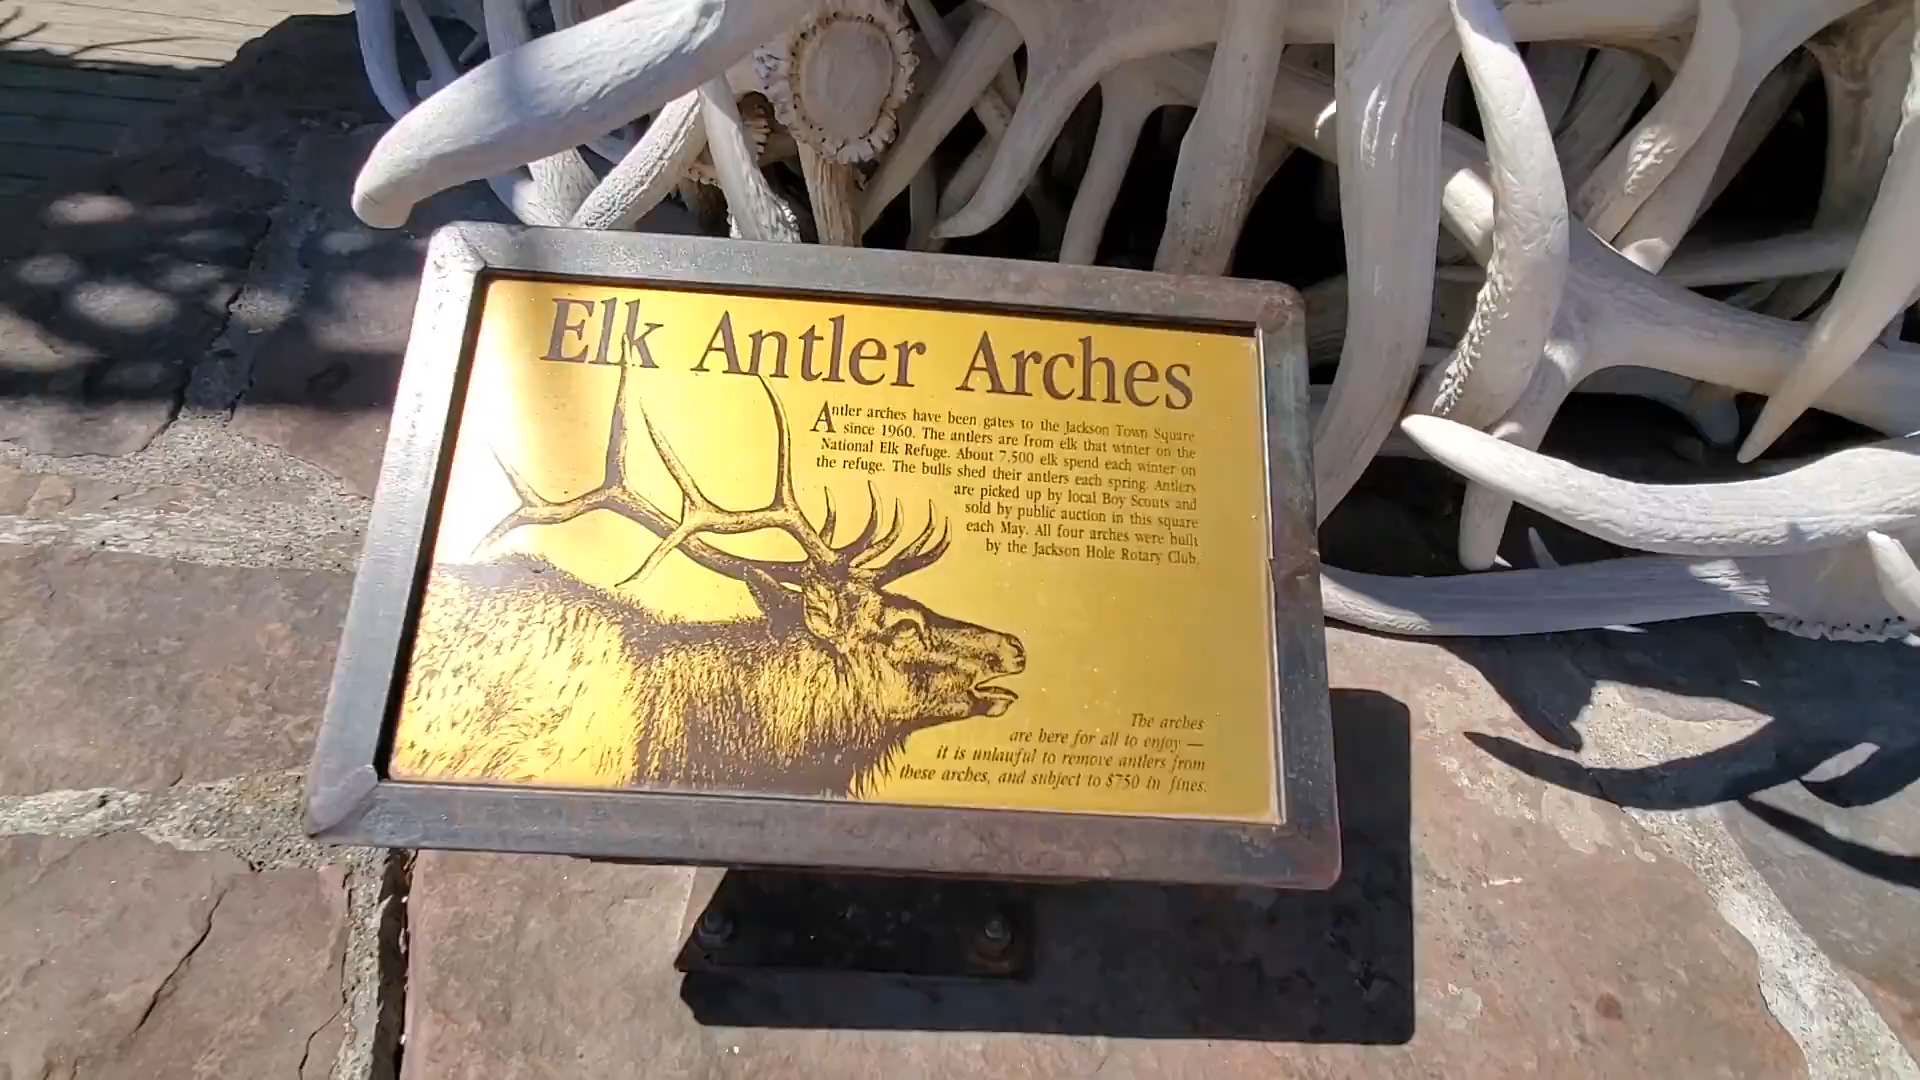 Elk Antler Arches
Antler arches have been gates to the Jackson Town Square
since 1960. The antlers are from elk that winter on the
National Elk Refuge. About 7,500 elk spend each winter on
the refuge. The bulls shed their antlers each spring. Antlers
are picked up by local Boy Scouts and
sold by public auction in this square
each May. All four arches were built
by the Jackson Hole Rotary Club.
The arches
are here for all to enjoy —
it is unlawful to remove antlers from
these arches, and subject to $750 in fines.